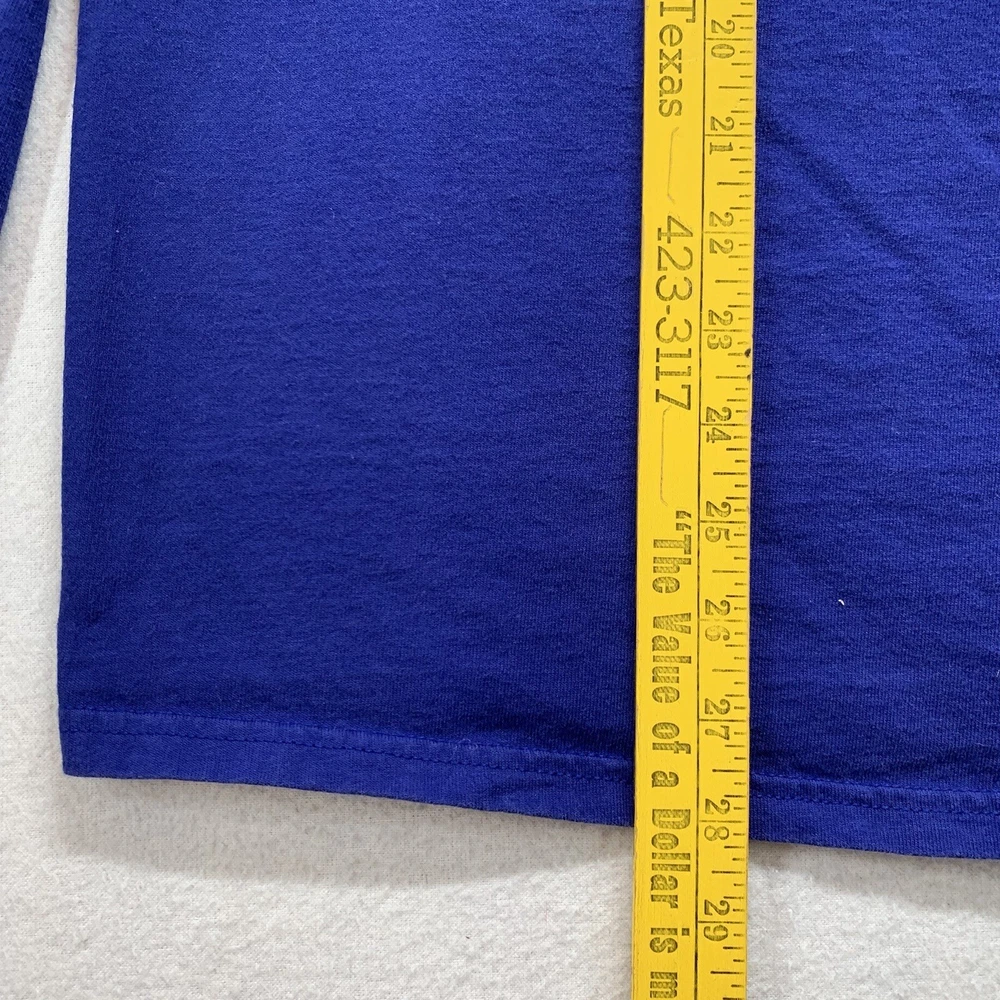 Texas 423-3117 "The Value of a Dollar is
20 21 22 23 24 25 26 27 28 29